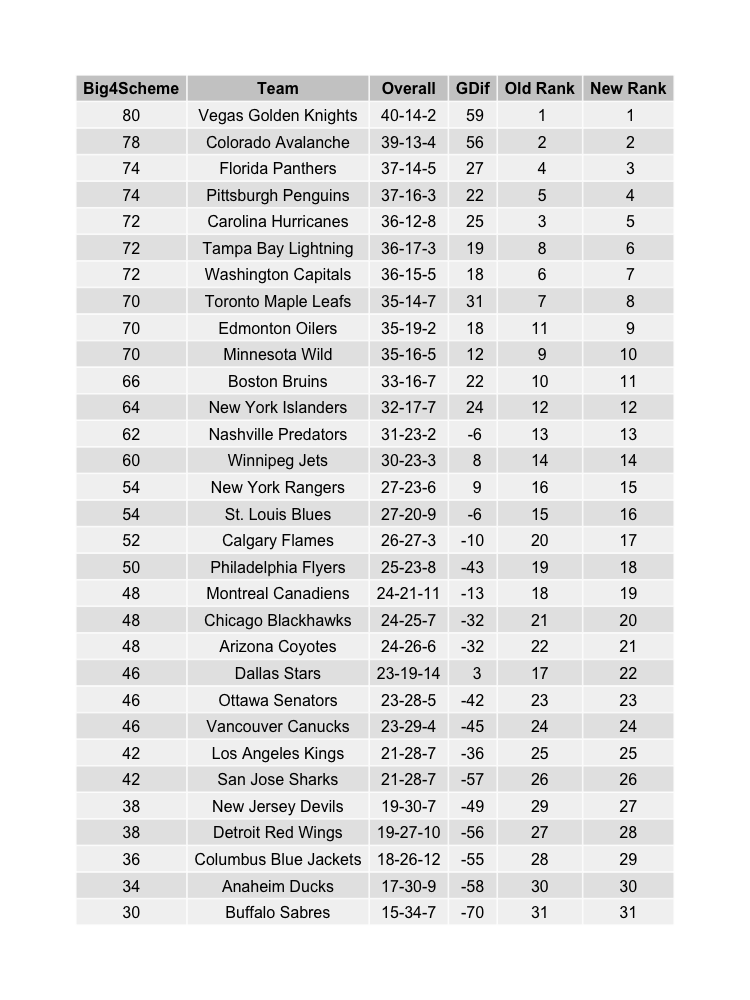 Big4Scheme Team Overall GDif Old Rank New Rank
80 Vegas Golden Knights 40-14-2 59 1 1
78 Colorado Avalanche 39-13-4 56 2 2
74 Florida Panthers 37-14-5 27 4 3
74 Pittsburgh Penguins 37-16-3 22 5 4
72 Carolina Hurricanes 36-12-8 25 3 5
72 Tampa Bay Lightning 36-17-3 19 8 6
72 Washington Capitals 36-15-5 18 6 7
70 Toronto Maple Leafs 35-14-7 31 7 8
70 Edmonton Oilers 35-19-2 18 11 9
70 Minnesota Wild 35-16-5 12 9 10
66 Boston Bruins 33-16-7 22 10 11
64 New York Islanders 32-17-7 24 12 12
62 Nashville Predators 31-23-2 -6 13 13
60 Winnipeg Jets 30-23-3 8 14 14
54 New York Rangers 27-23-6 9 16 15
54 St. Louis Blues 27-20-9 -6 15 16
52 Calgary Flames 26-27-3 -10 20 17
50 Philadelphia Flyers 25-23-8 -43 19 18
48 Montreal Canadiens 24-21-11 -13 18 19
48 Chicago Blackhawks 24-25-7 -32 21 20
48 Arizona Coyotes 24-26-6 -32 22 21
46 Dallas Stars 23-19-14 3 17 22
46 Ottawa Senators 23-28-5 -42 23 23
46 Vancouver Canucks 23-29-4 -45 24 24
42 Los Angeles Kings 21-28-7 -36 25 25
42 San Jose Sharks 21-28-7 -57 26 26
38 New Jersey Devils 19-30-7 -49 29 27
38 Detroit Red Wings 19-27-10 -56 27 28
36 Columbus Blue Jackets 18-26-12 -55 28 29
34 Anaheim Ducks 17-30-9 -58 30 30
30 Buffalo Sabres 15-34-7 -70 31 31